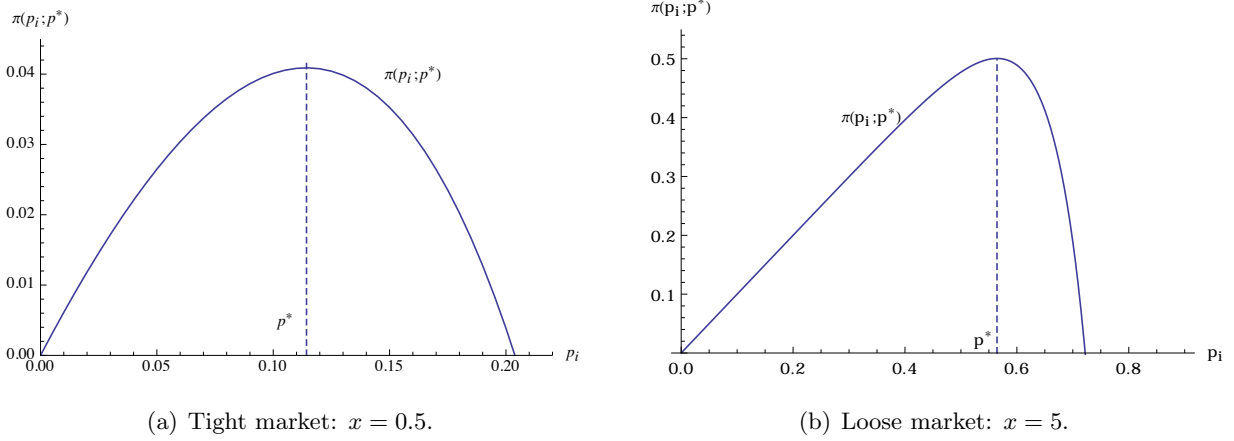 π(p_i;p*)
0.04
0.03
0.02
0.01
0.00
0.00
0.05
0.10
0.15
0.20
p_i
π(p_i;p*)
p*
(a) Tight market: x = 0.5.
π(p_i;p*)
0.5
0.4
0.3
0.2
0.1
0.0
0.2
0.4
0.6
0.8
p_i
π(p_i;p*)
p*
(b) Loose market: x = 5.